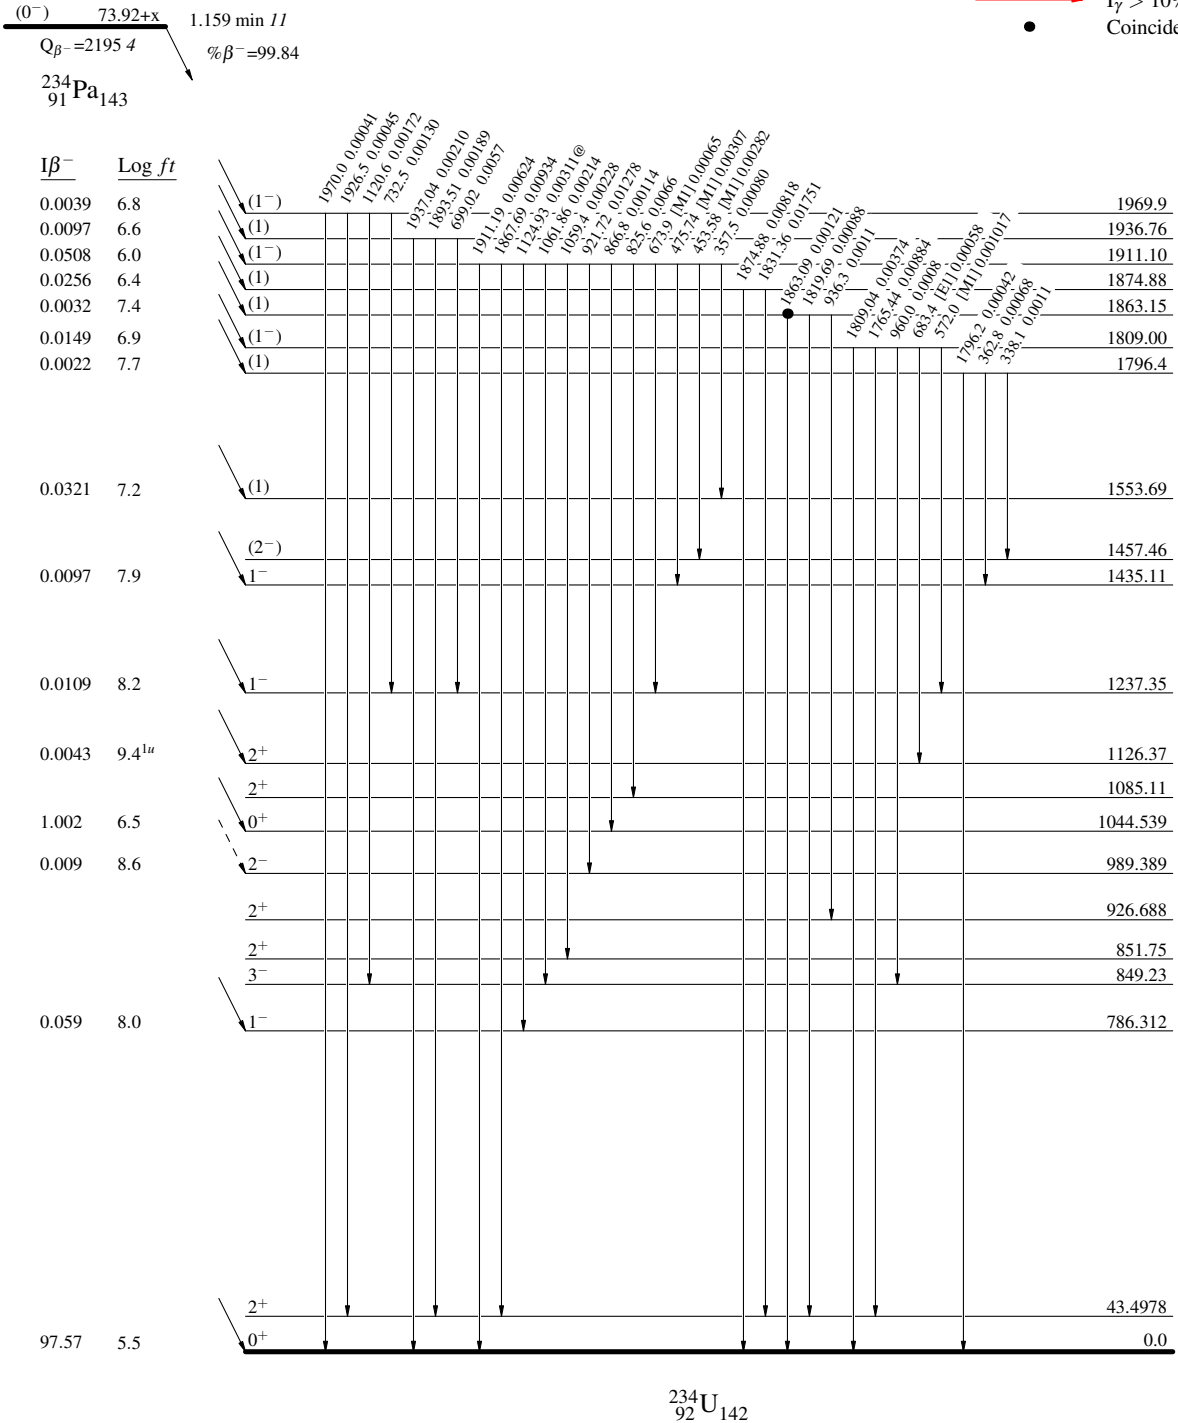 (0⁻) 73.92+x 1.159 min 11
I_γ > 10%
Q_β⁻=2195 4 %β⁻=99.84
Coincide
²³⁴₉₁Pa₁₄₃
Iβ⁻ Log ft
1970.0 0.00041
1926.5 0.00045
1120.6 0.00172
732.5 0.00130
1937.04 0.00210
1893.51 0.00189
699.02 0.0057
1911.19 0.00624
1867.69 0.00934
1124.93 0.00311@
1061.86 0.00214
1059.4 0.00228
921.72 0.01278
866.8 0.00114
825.6 0.0066
673.9 [M1] 0.00065
475.74 [M1] 0.00307
453.58 [M1] 0.00282
357.5 0.00080
1874.88 0.00818
1831.36 0.01751
1863.09 0.00121
1819.69 0.00088
936.3 0.0011
1809.04 0.00374
1765.44 0.00884
960.0 0.0008
683.4 [E1] 0.00058
572.0 [M1] 0.001017
1796.2 0.00042
362.8 0.00068
338.1 0.0011
0.0039 6.8 (1⁻) 1969.9
0.0097 6.6 (1) 1936.76
0.0508 6.0 (1⁻) 1911.10
0.0256 6.4 (1) 1874.88
0.0032 7.4 (1) 1863.15
0.0149 6.9 (1⁻) 1809.00
0.0022 7.7 (1) 1796.4
0.0321 7.2 (1) 1553.69
(2⁻) 1457.46
0.0097 7.9 1⁻ 1435.11
0.0109 8.2 1⁻ 1237.35
0.0043 9.4¹ᵘ 2⁺ 1126.37
2⁺ 1085.11
1.002 6.5 0⁺ 1044.539
0.009 8.6 2⁻ 989.389
2⁺ 926.688
2⁺ 851.75
3⁻ 849.23
0.059 8.0 1⁻ 786.312
2⁺ 43.4978
97.57 5.5 0⁺ 0.0
²³⁴₉₂U₁₄₂